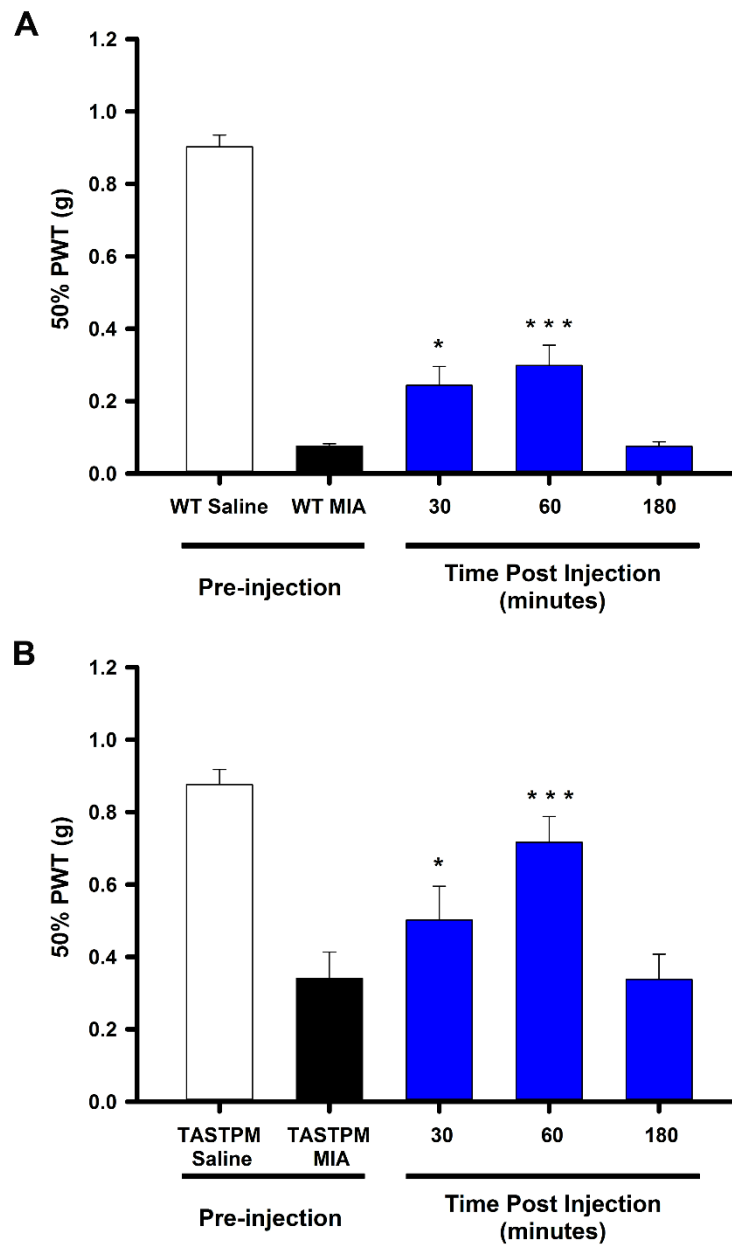 A
1.2
1.0
0.8
0.6
0.4
0.2
0.0
50% PWT (g)
*
* * *
WT Saline WT MIA 30 60 180
Pre-injection
Time Post Injection
(minutes)
B
1.2
1.0
0.8
0.6
0.4
0.2
0.0
50% PWT (g)
*
* * *
TASTPM TASTPM 30 60 180
Saline MIA
Pre-injection
Time Post Injection
(minutes)